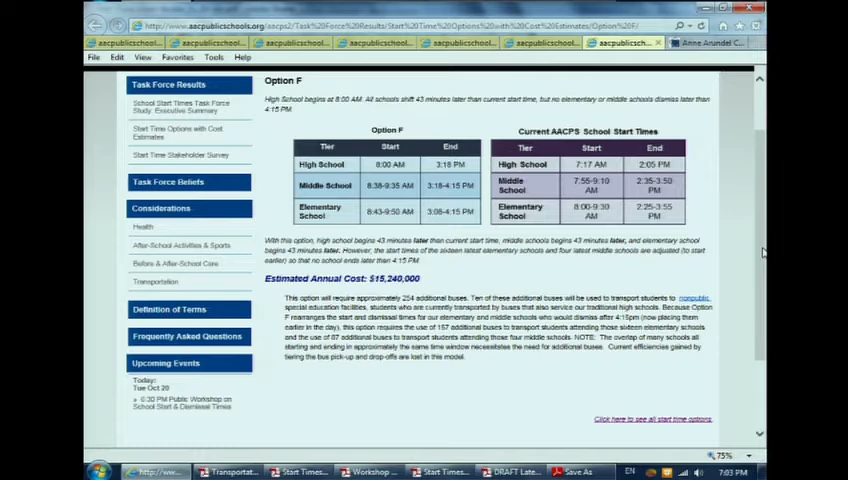 http://www.aacpublicschools.org/aacps2/Task%20Force%20Results/Start%20Time%20Options%20with%20Cost%20Estimates/Option%20F/
aacpublicschools....
aacpublicschools....
aacpublicschools....
aacpublicschools....
aacpublicschools....
aacpublicschools....
aacpublicsch...
Anne Arundel C...
File Edit View Favorites Tools Help
Task Force Results
School Start Times Task Force
Study: Executive Summary
Start Time Options with Cost
Estimates
Start Time Stakeholder Survey
Task Force Beliefs
Considerations
Health
After-School Activities & Sports
Before & After-School Care
Transportation
Definition of Terms
Frequently Asked Questions
Upcoming Events
Today:
Tue Oct 20
» 6:30 PM Public Workshop on
School Start & Dismissal Times
Option F
High School begins at 8:00 AM. All schools shift 43 minutes later than current start time, but no elementary or middle schools dismiss later than
4:15 PM.
Option F
Tier Start End
High School 8:00 AM 3:18 PM
Middle School 8:38-9:35 AM 3:18-4:15 PM
Elementary School 8:43-9:50 AM 3:08-4:15 PM
Current AACPS School Start Times
Tier Start End
High School 7:17 AM 2:05 PM
Middle School 7:55-9:10 AM 2:35-3:50 PM
Elementary School 8:00-9:30 AM 2:25-3:55 PM
With this option, high school begins 43 minutes later than current start time, middle schools begins 43 minutes later, and elementary school
begins 43 minutes later. However, the start times of the sixteen latest elementary schools and four latest middle schools are adjusted (to start
earlier) so that no school ends later than 4:15 PM.
Estimated Annual Cost: $15,240,000
This option will require approximately 254 additional buses. Ten of these additional buses will be used to transport students to nonpublic
special education facilities, students who are currently transported by buses that also service our traditional high schools. Because Option
F rearranges the start and dismissal times for our elementary and middle schools who would dismiss after 4:15pm (now placing them
earlier in the day), this option requires the use of 157 additional buses to transport students attending those sixteen elementary schools
and the use of 87 additional buses to transport students attending those four middle schools. NOTE: The overlap of many schools all
starting and ending in approximately the same time window necessitates the need for additional buses. Current efficiencies gained by
tiering the bus pick-up and drop-offs are lost in this model.
Click here to see all start time options.
75%
http://ww...
Transportat...
Start Times...
Workshop ...
Start Times...
DRAFT Late...
Save As
EN
7:03 PM